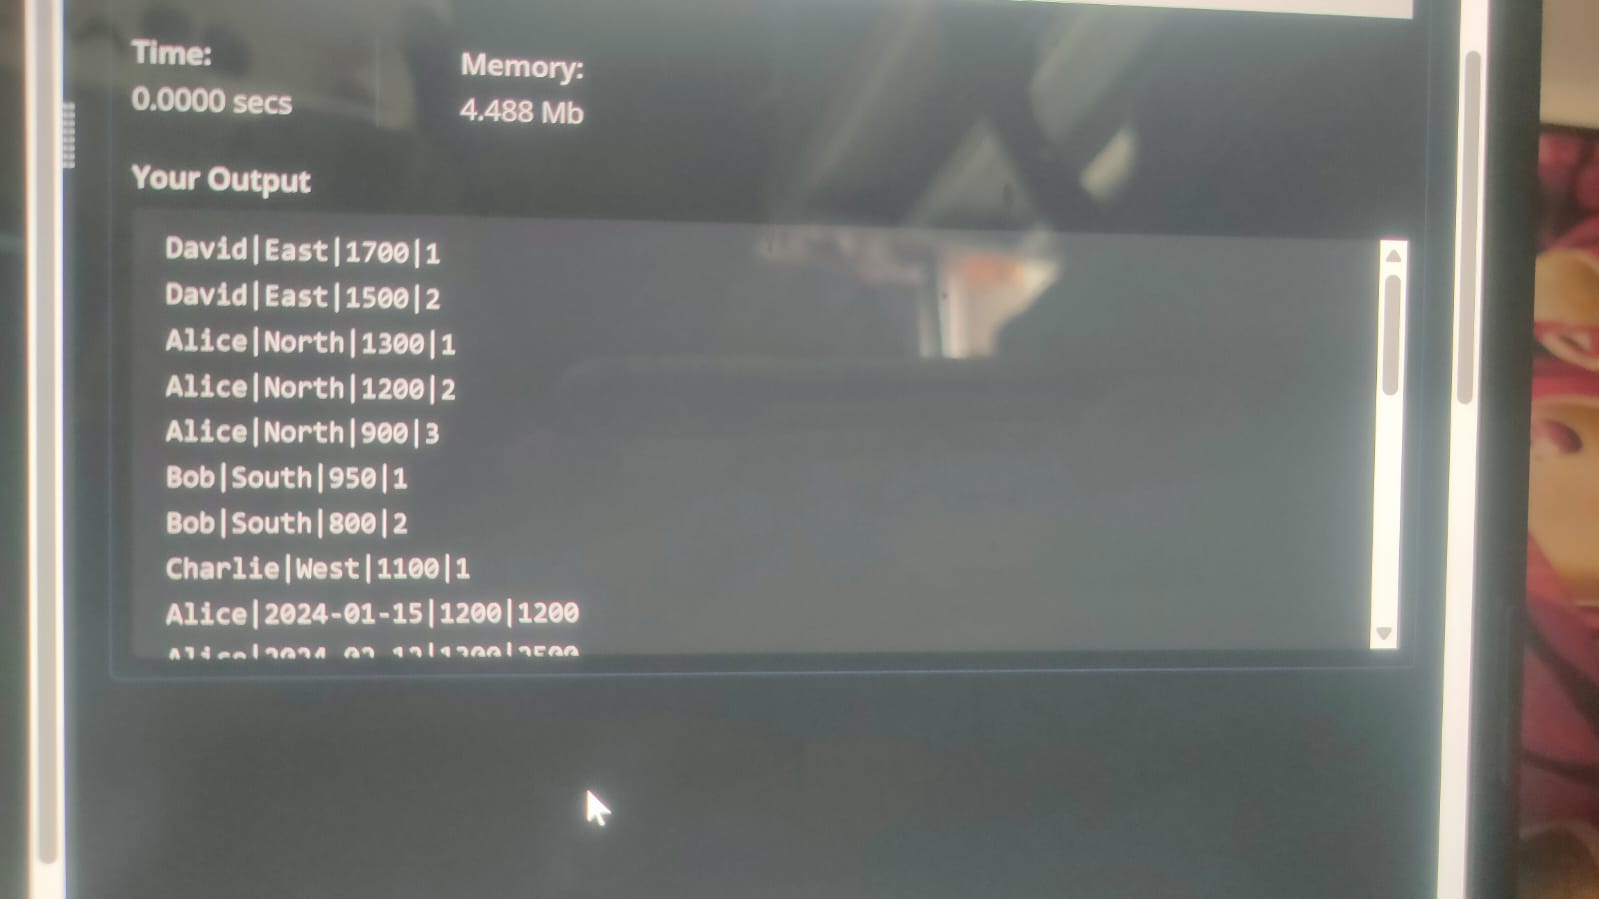 Time:
0.0000 secs
Memory:
4.488 Mb
Your Output
David|East|1700|1
David|East|1500|2
Alice|North|1300|1
Alice|North|1200|2
Alice|North|900|3
Bob|South|950|1
Bob|South|800|2
Charlie|West|1100|1
Alice|2024-01-15|1200|1200